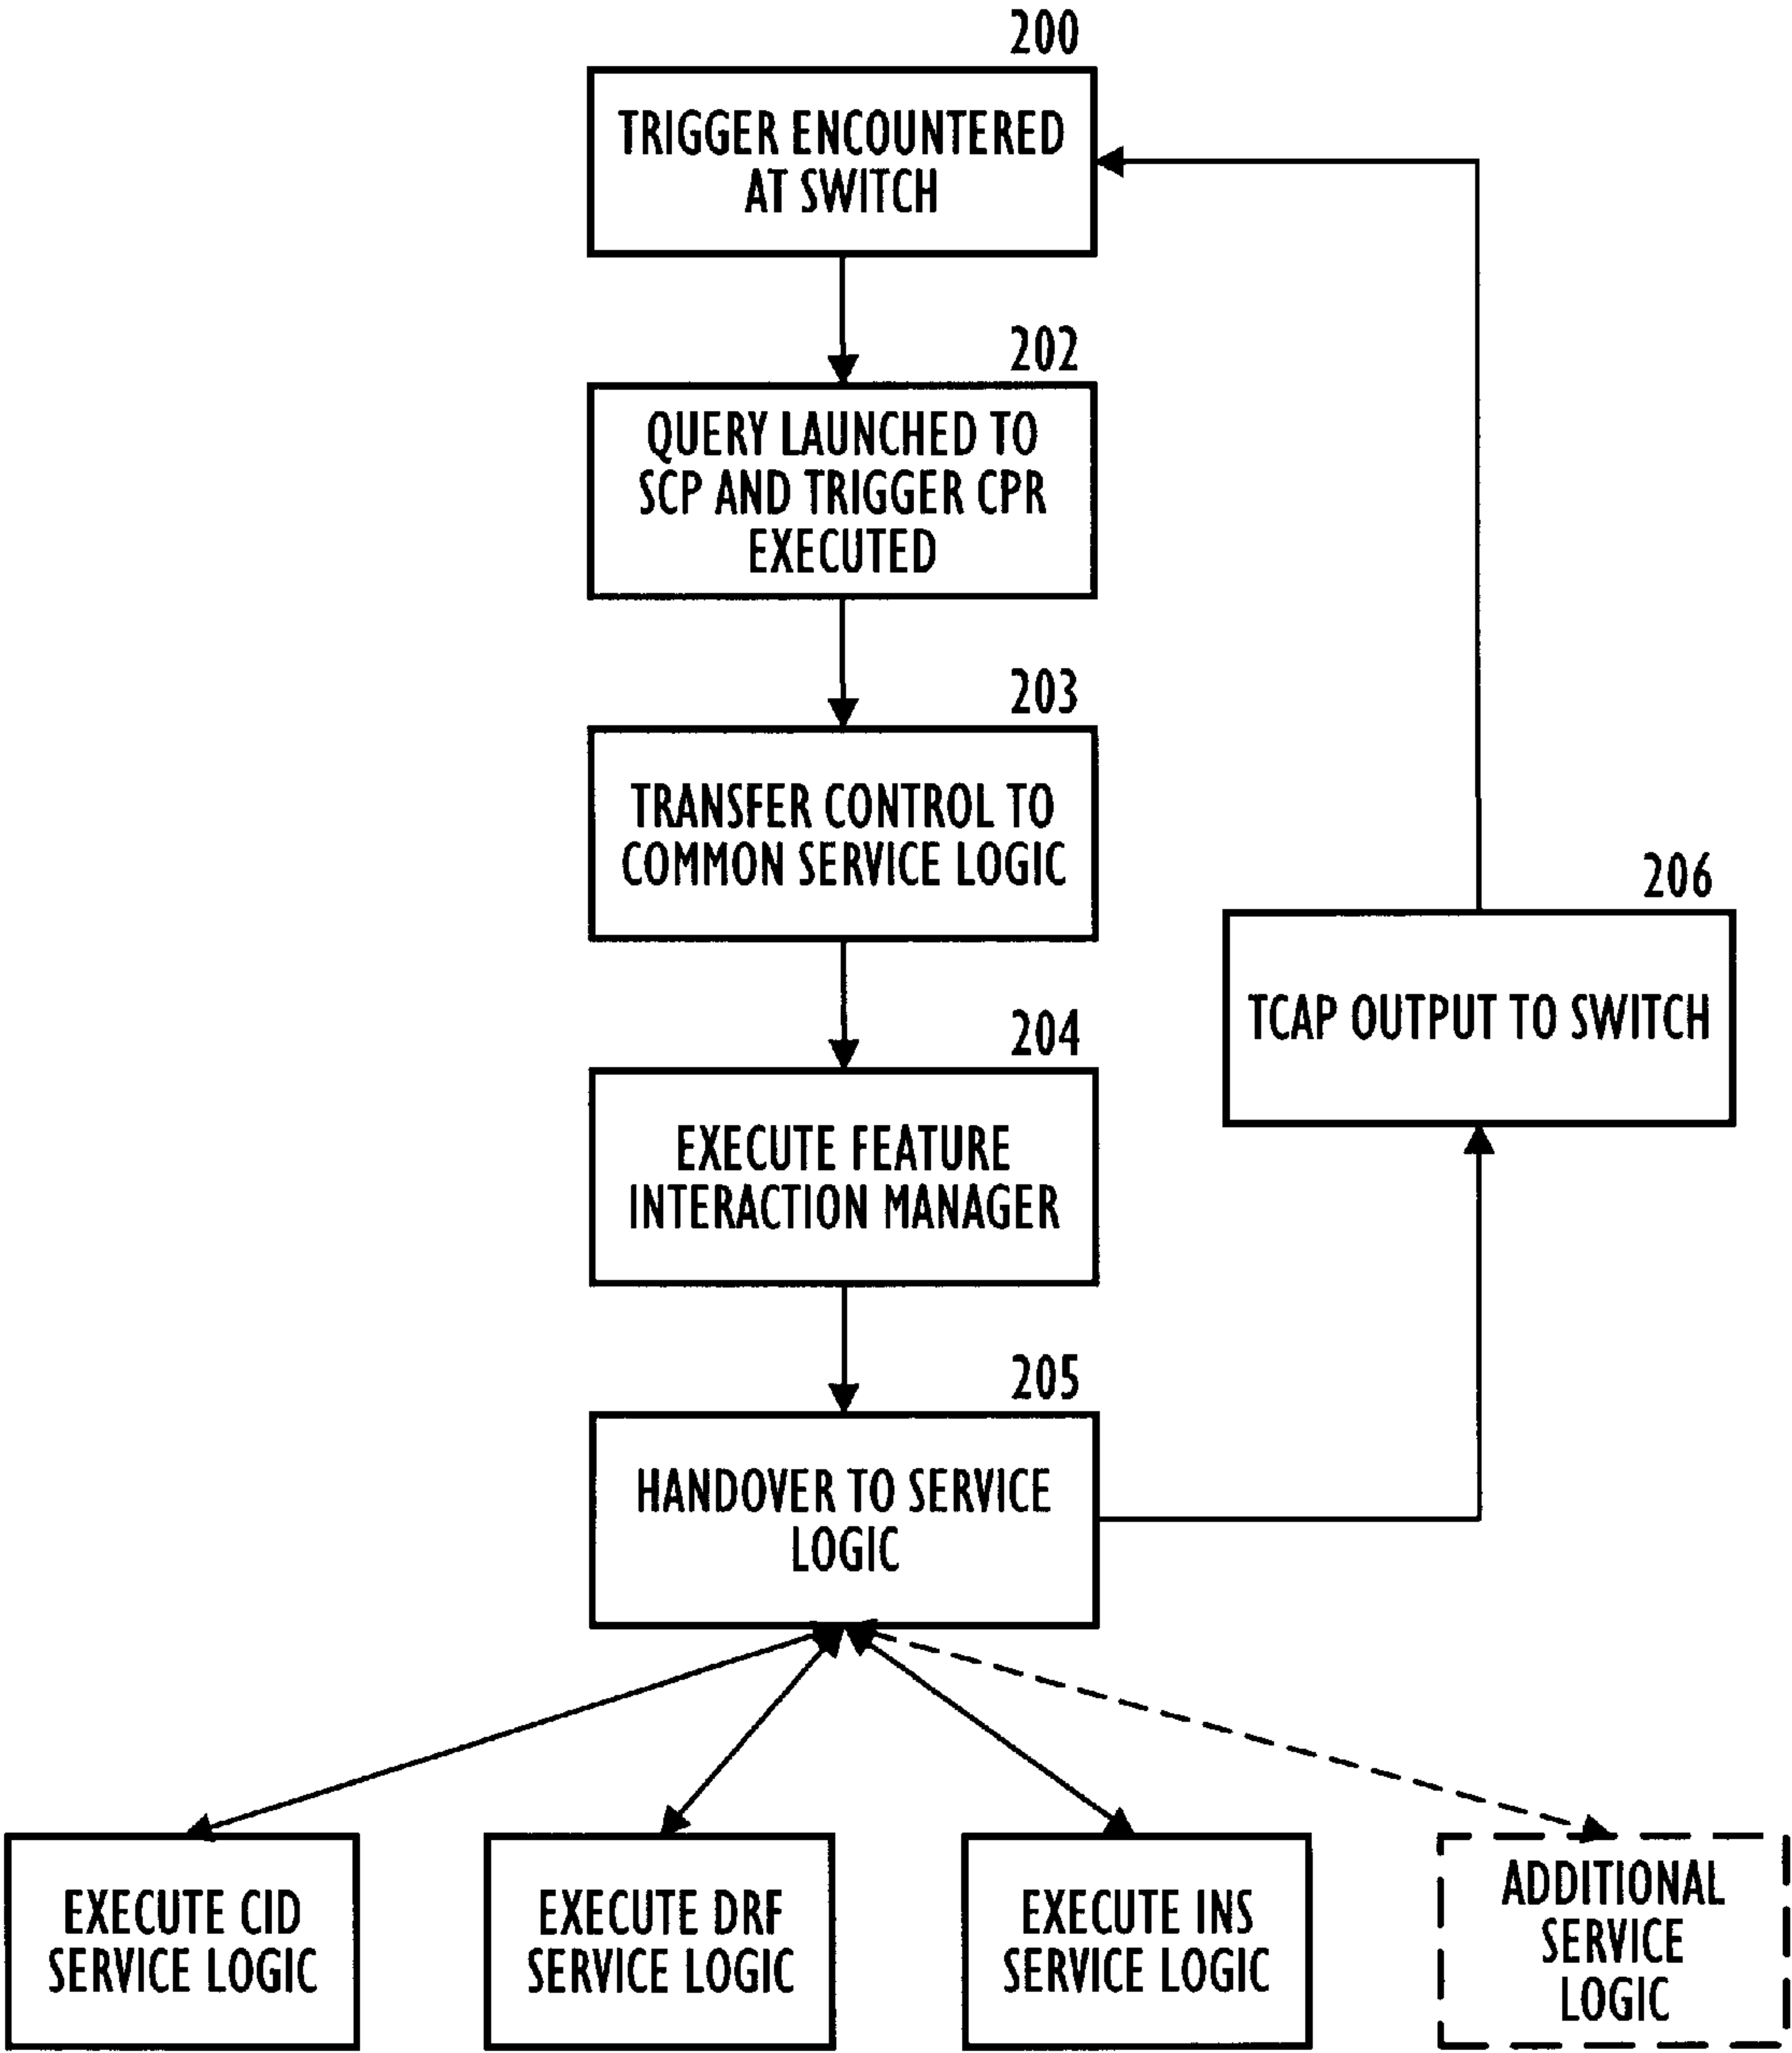 200
TRIGGER ENCOUNTERED
AT SWITCH
202
QUERY LAUNCHED TO
SCP AND TRIGGER CPR
EXECUTED
203
TRANSFER CONTROL TO
COMMON SERVICE LOGIC
206
TCAP OUTPUT TO SWITCH
204
EXECUTE FEATURE
INTERACTION MANAGER
205
HANDOVER TO SERVICE
LOGIC
EXECUTE CID
SERVICE LOGIC
EXECUTE DRF
SERVICE LOGIC
EXECUTE INS
SERVICE LOGIC
ADDITIONAL
SERVICE
LOGIC